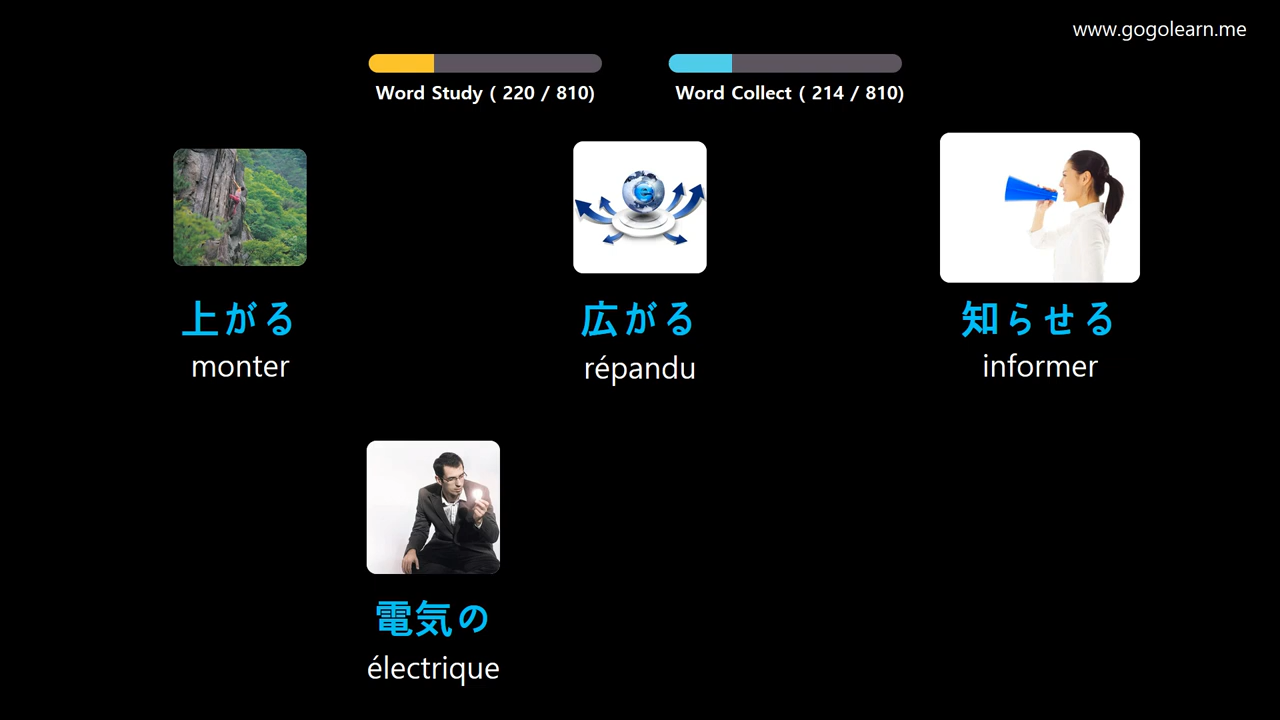 www.gogolearn.me
Word Study ( 220 / 810)
Word Collect ( 214 / 810)
上がる
monter
広がる
répandu
知らせる
informer
電気の
électrique